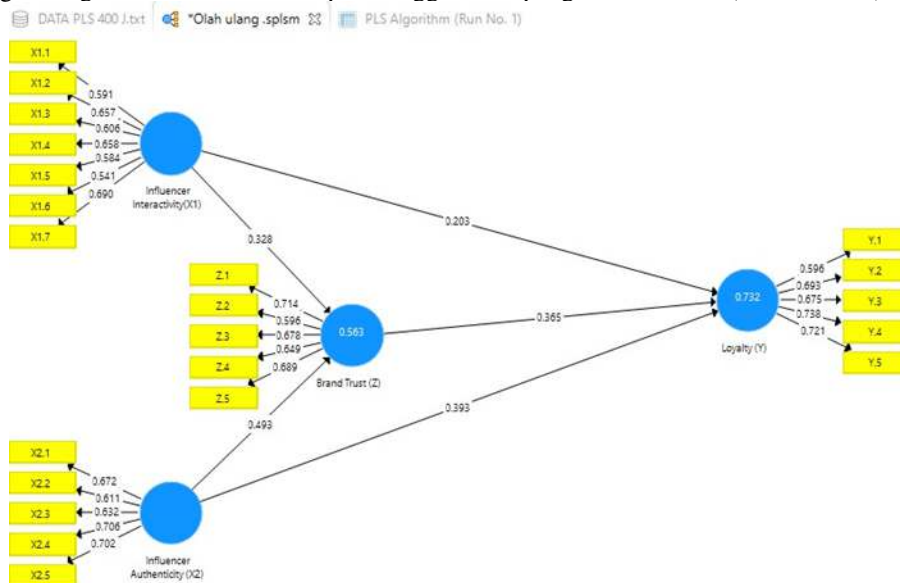 DATA PLS 400 J.txt
*Olah ulang .splsm
PLS Algorithm (Run No. 1)
X1.1
X1.2
X1.3
X1.4
X1.5
X1.6
X1.7
0.591
0.657
0.606
0.658
0.584
0.541
0.690
Influencer
Interactivity(X1)
0.203
0.328
Z.1
Z.2
Z.3
Z.4
Z.5
0.714
0.596
0.678
0.649
0.689
0.563
Brand Trust (Z)
0.365
0.732
Loyalty (Y)
0.596
0.693
0.675
0.738
0.721
Y.1
Y.2
Y.3
Y.4
Y.5
0.493
0.393
X2.1
X2.2
X2.3
X2.4
X2.5
0.672
0.611
0.632
0.706
0.702
Influencer
Authenticity (X2)